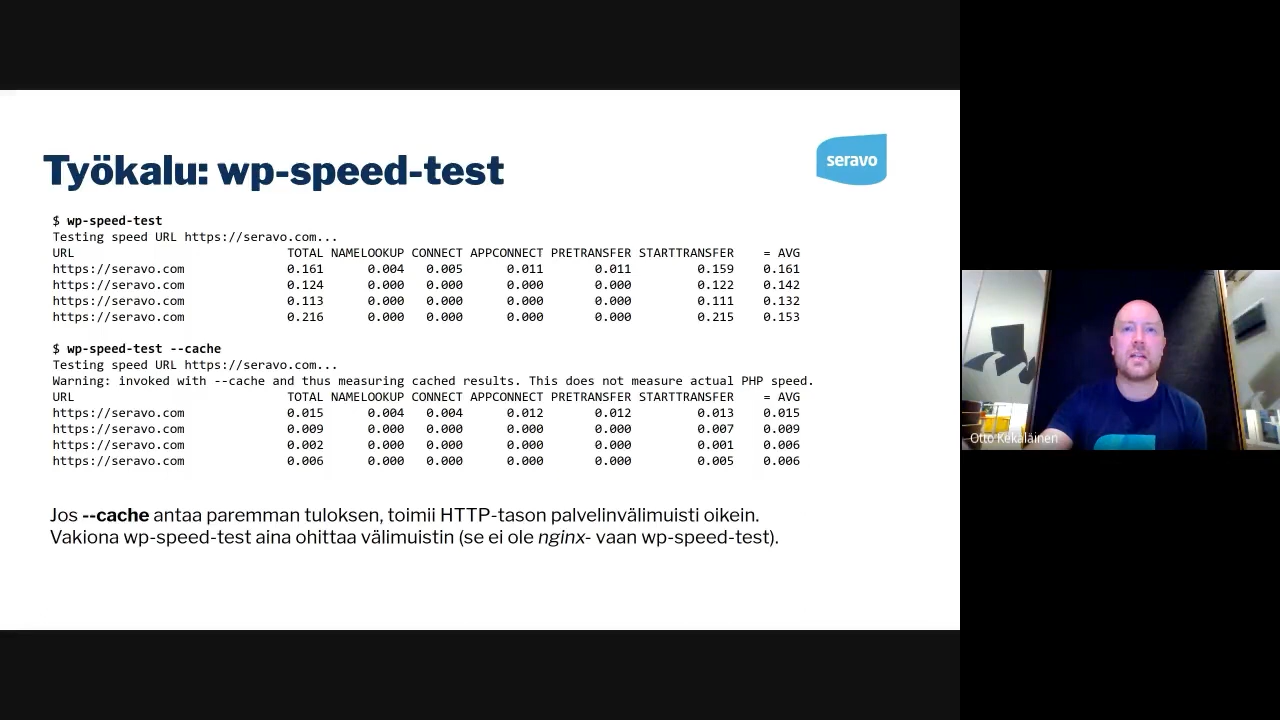 Työkalu: wp-speed-test
seravo
$ wp-speed-test
Testing speed URL https://seravo.com...
URL TOTAL NAMELOOKUP CONNECT APPCONNECT PRETRANSFER STARTTRANSFER = AVG
https://seravo.com 0.161 0.004 0.005 0.011 0.011 0.159 0.161
https://seravo.com 0.124 0.000 0.000 0.000 0.000 0.122 0.142
https://seravo.com 0.113 0.000 0.000 0.000 0.000 0.111 0.132
https://seravo.com 0.216 0.000 0.000 0.000 0.000 0.215 0.153
$ wp-speed-test --cache
Testing speed URL https://seravo.com...
Warning: invoked with --cache and thus measuring cached results. This does not measure actual PHP speed.
URL TOTAL NAMELOOKUP CONNECT APPCONNECT PRETRANSFER STARTTRANSFER = AVG
https://seravo.com 0.015 0.004 0.004 0.012 0.012 0.013 0.015
https://seravo.com 0.009 0.000 0.000 0.000 0.000 0.007 0.009
https://seravo.com 0.002 0.000 0.000 0.000 0.000 0.001 0.006
https://seravo.com 0.006 0.000 0.000 0.000 0.000 0.005 0.006
Jos --cache antaa paremman tuloksen, toimii HTTP-tason palvelinvälimuisti oikein.
Vakiona wp-speed-test aina ohittaa välimuistin (se ei ole nginx- vaan wp-speed-test).
Otto Kekäläinen